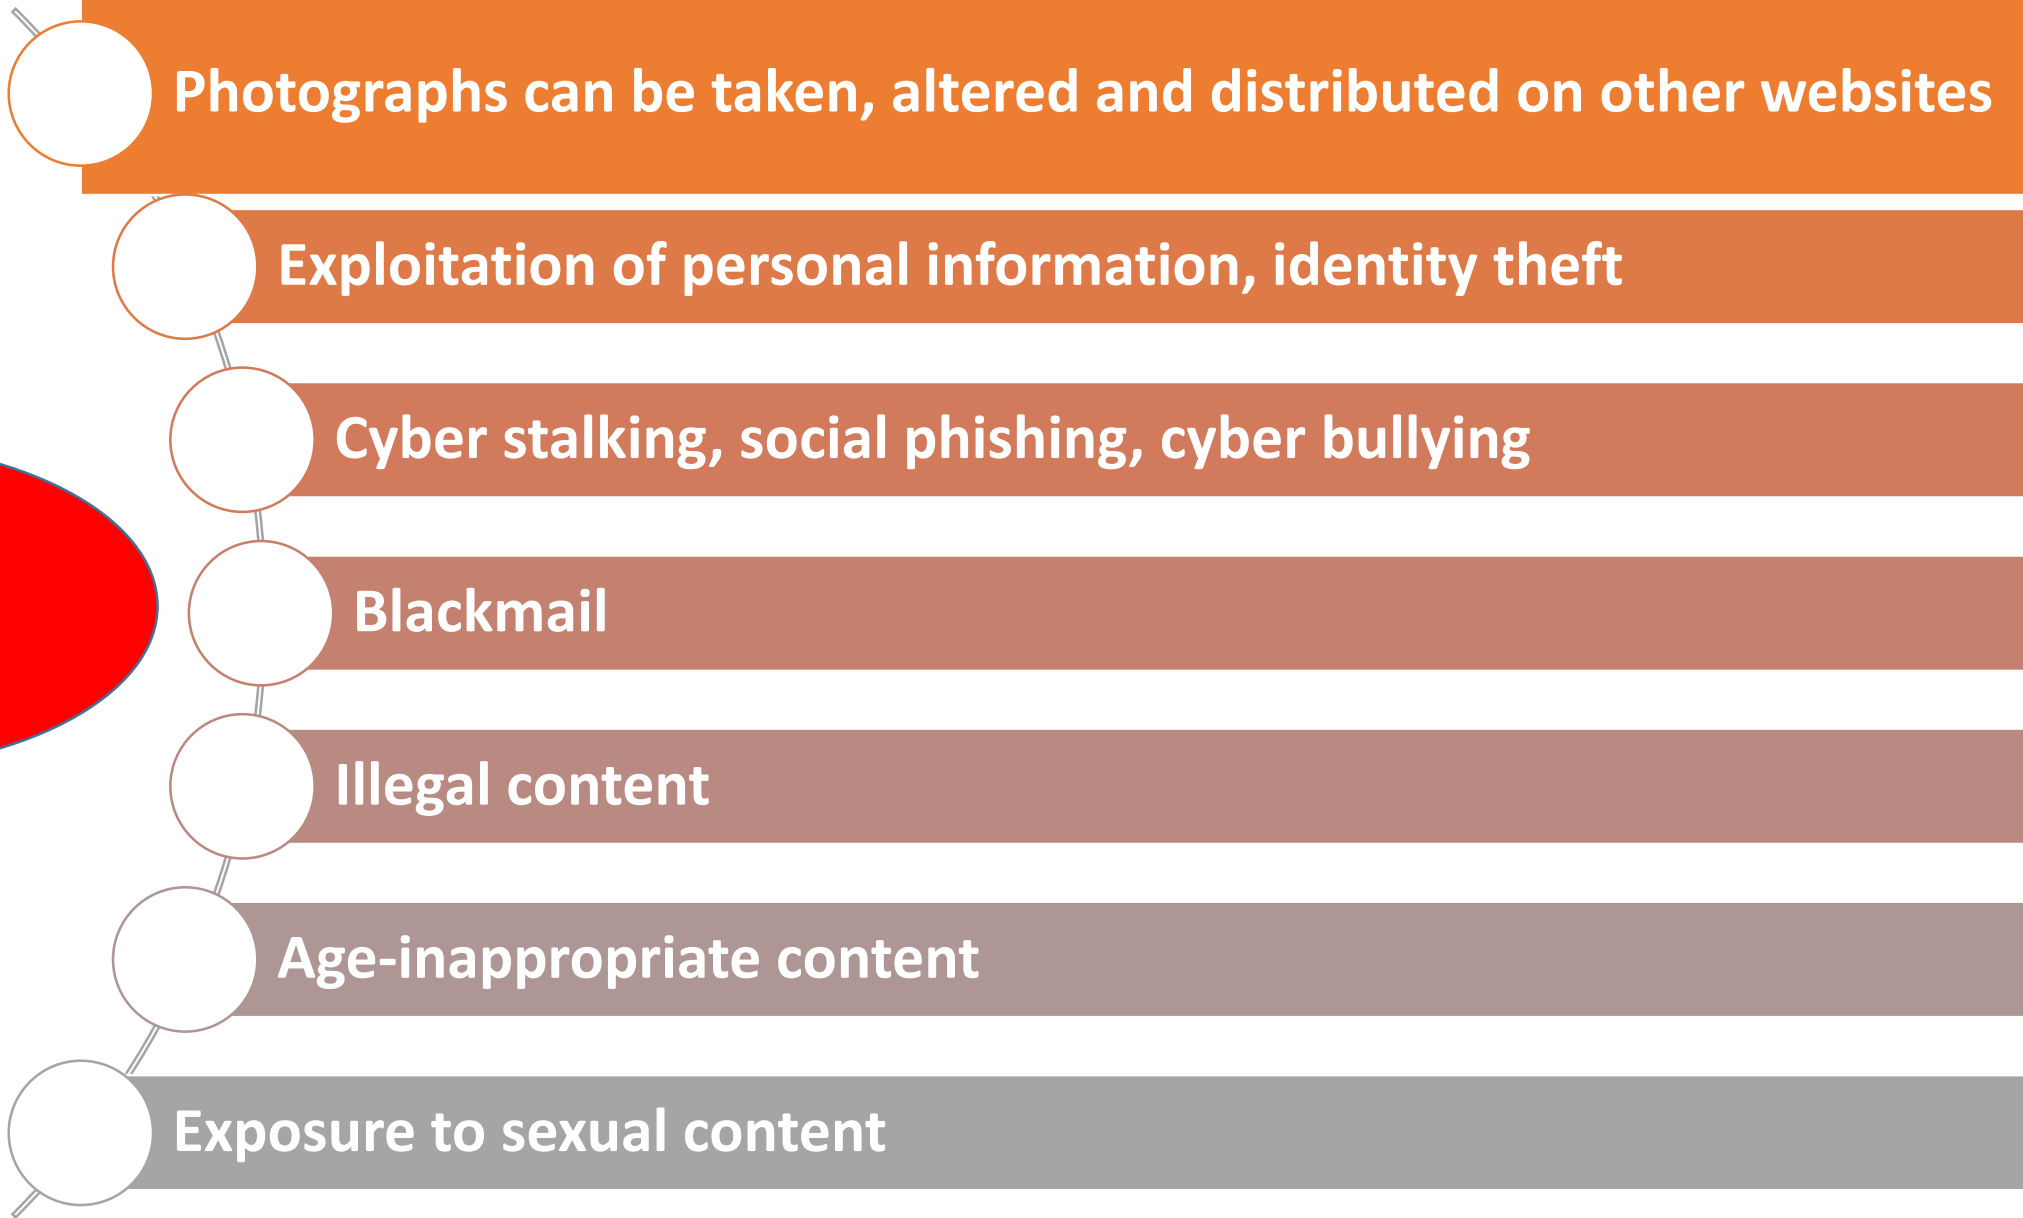 Photographs can be taken, altered and distributed on other websites
Exploitation of personal information, identity theft
Cyber stalking, social phishing, cyber bullying
Blackmail
Illegal content
Age-inappropriate content
Exposure to sexual content